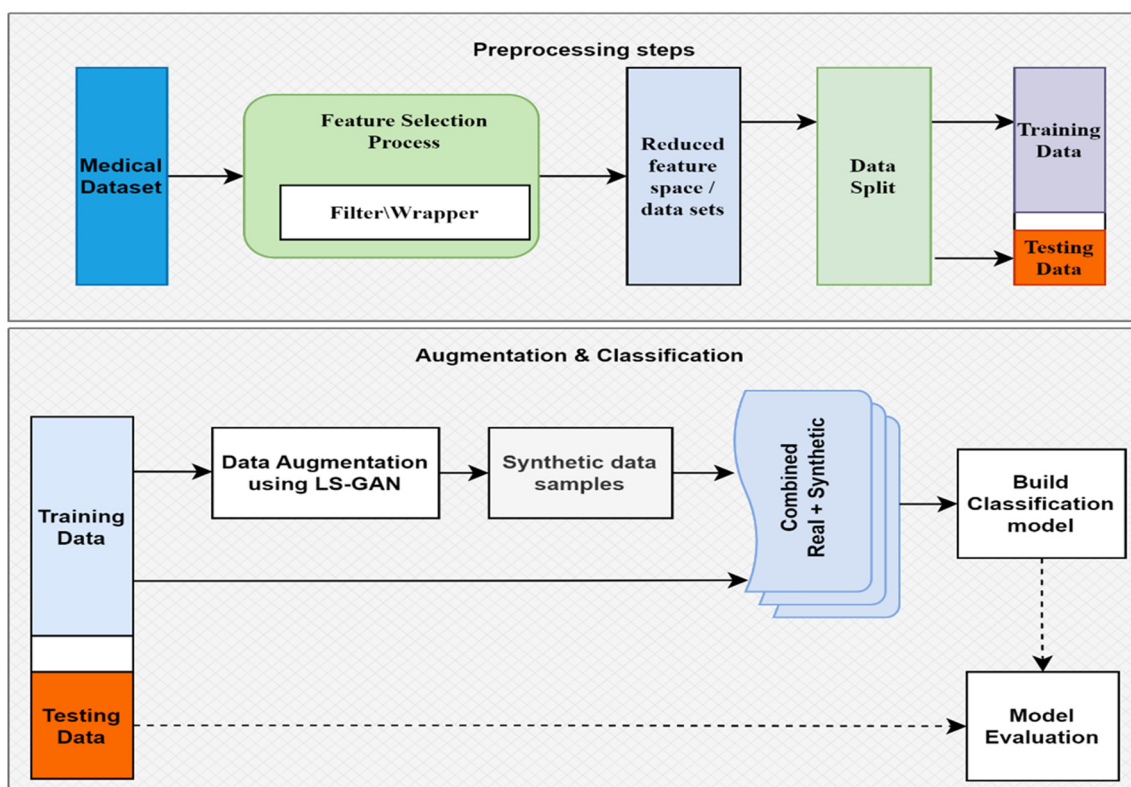 Preprocessing steps
Medical
Dataset
Feature Selection
Process
Filter\Wrapper
Reduced
feature
space /
data sets
Data
Split
Training
Data
Testing
Data
Augmentation & Classification
Training
Data
Data Augmentation
using LS-GAN
Synthetic data
samples
Combined
Real + Synthetic
Build
Classification
model
Testing
Data
Model
Evaluation